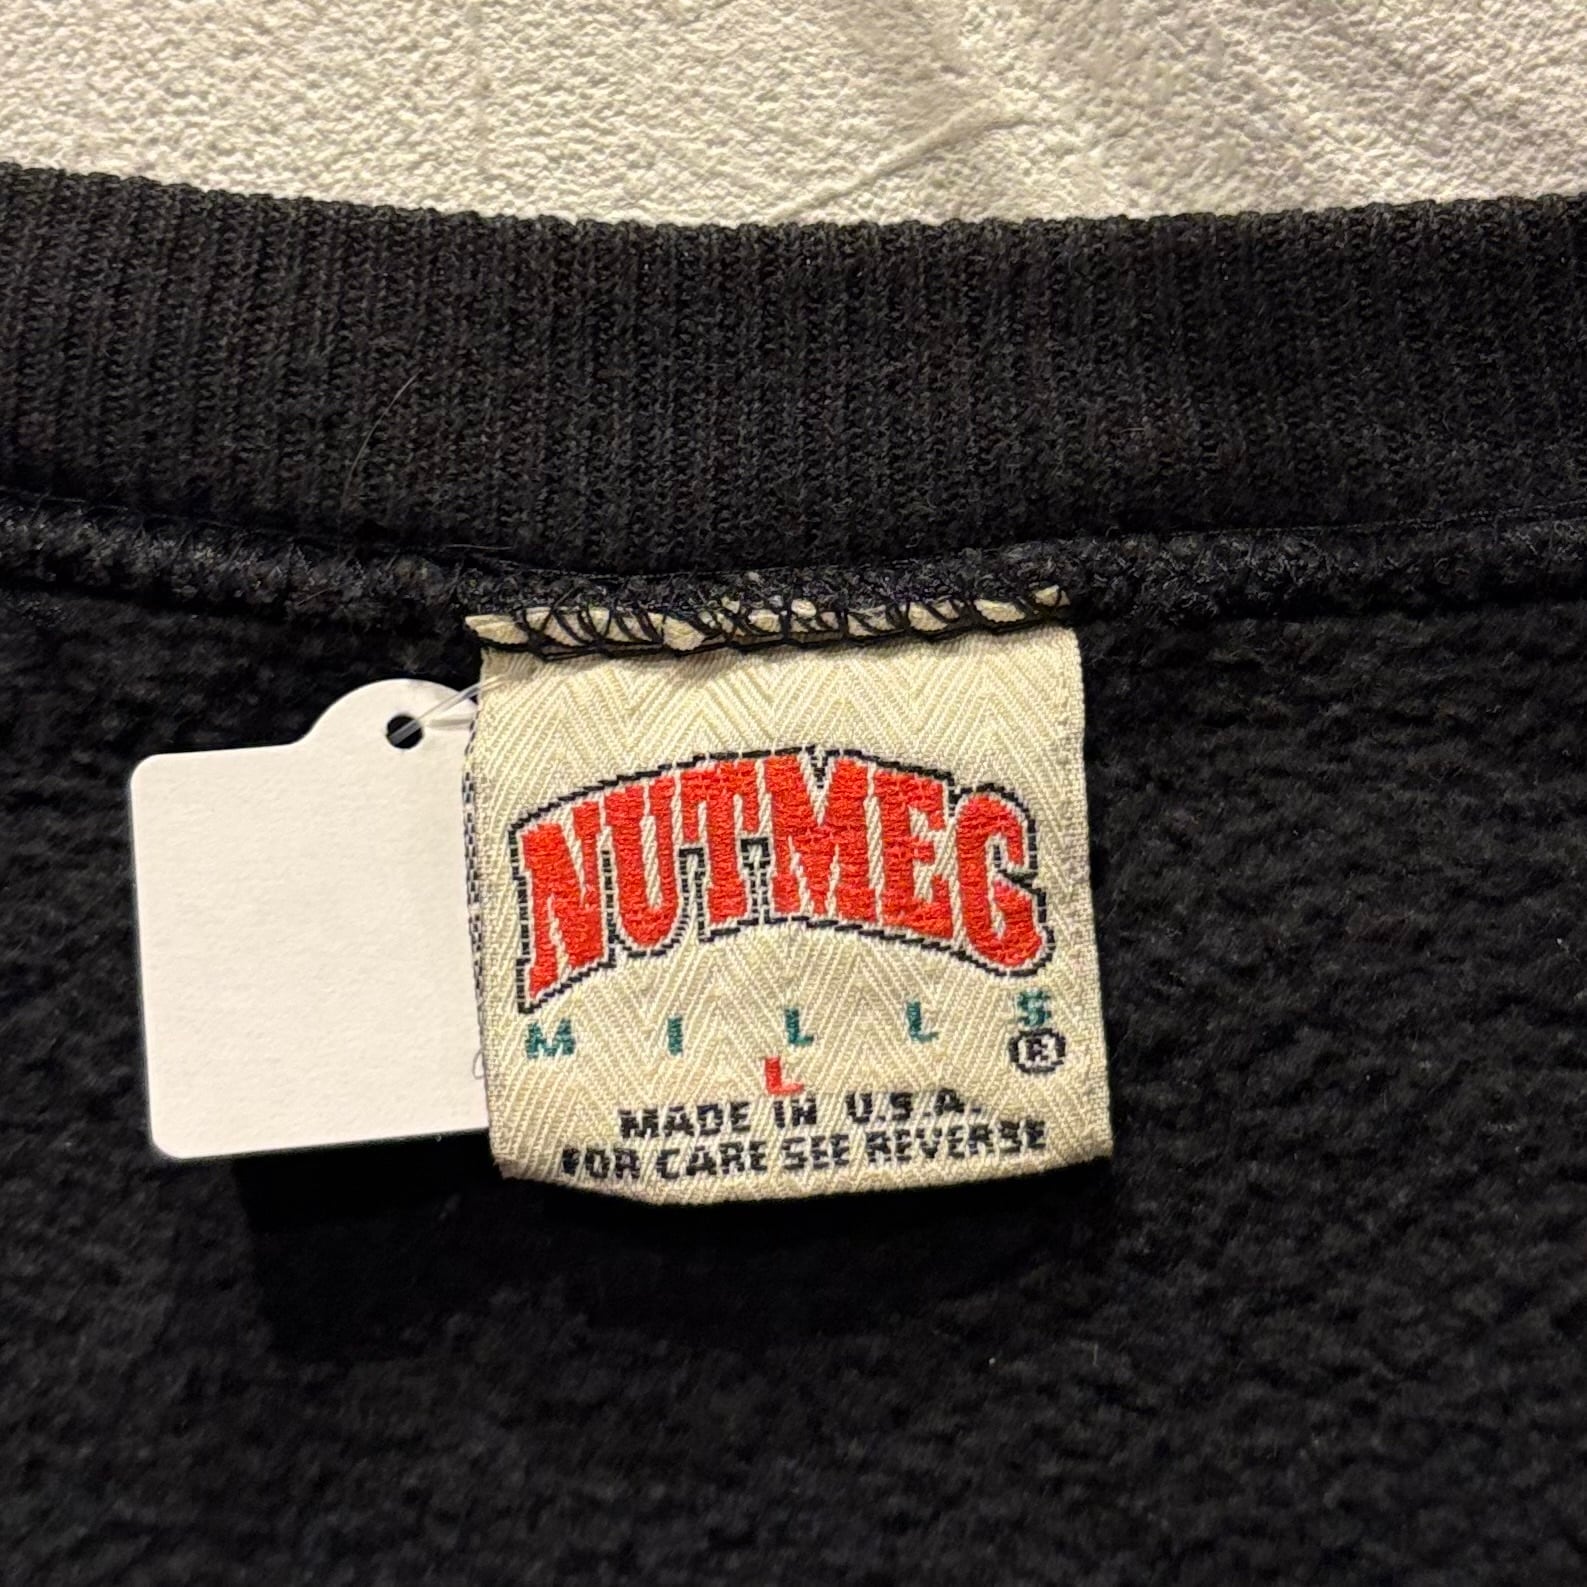 NUTMEG
MILLS®
L
MADE IN U.S.A.
FOR CARE SEE REVERSE